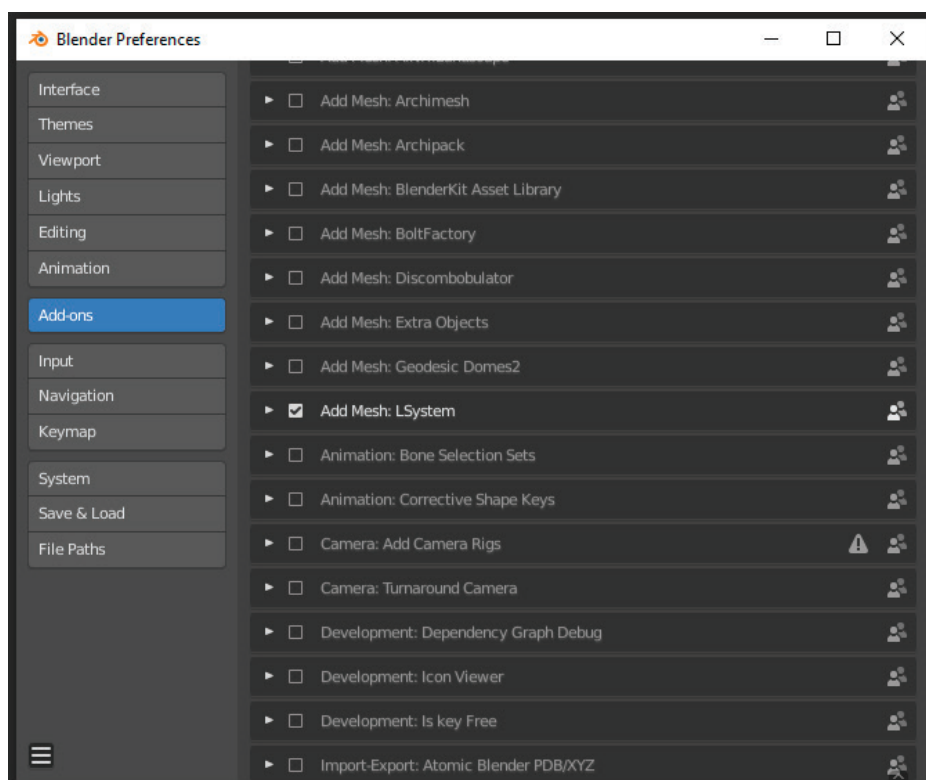 Blender Preferences
Interface
Themes
Viewport
Lights
Editing
Animation
Add-ons
Input
Navigation
Keymap
System
Save & Load
File Paths
Add Mesh: Archimesh
Add Mesh: Archipack
Add Mesh: BlenderKit Asset Library
Add Mesh: BoltFactory
Add Mesh: Discombobulator
Add Mesh: Extra Objects
Add Mesh: Geodesic Domes2
Add Mesh: LSystem
Animation: Bone Selection Sets
Animation: Corrective Shape Keys
Camera: Add Camera Rigs
Camera: Turnaround Camera
Development: Dependency Graph Debug
Development: Icon Viewer
Development: Is key Free
Import-Export: Atomic Blender PDB/XYZ